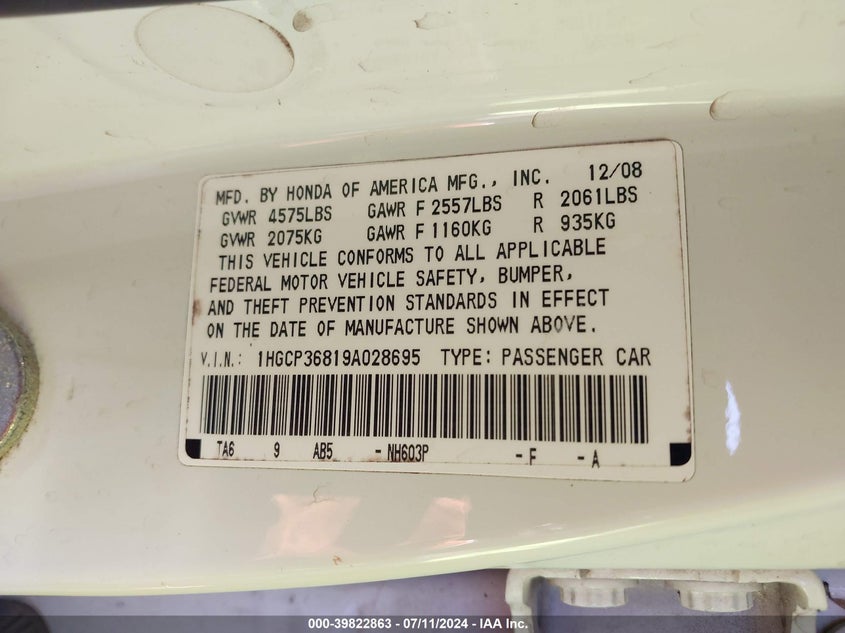 MFD. BY HONDA OF AMERICA MFG., INC. 12/08
GVWR 4575LBS GAWR F 2557LBS R 2061LBS
GVWR 2075KG GAWR F 1160KG R 935KG
THIS VEHICLE CONFORMS TO ALL APPLICABLE
FEDERAL MOTOR VEHICLE SAFETY, BUMPER,
AND THEFT PREVENTION STANDARDS IN EFFECT
ON THE DATE OF MANUFACTURE SHOWN ABOVE.
V.I.N.: 1HGCP36819A028695 TYPE: PASSENGER CAR
TA6 9 AB5 - NH603P - F - A
000-39822863 - 07/11/2024 - IAA Inc.